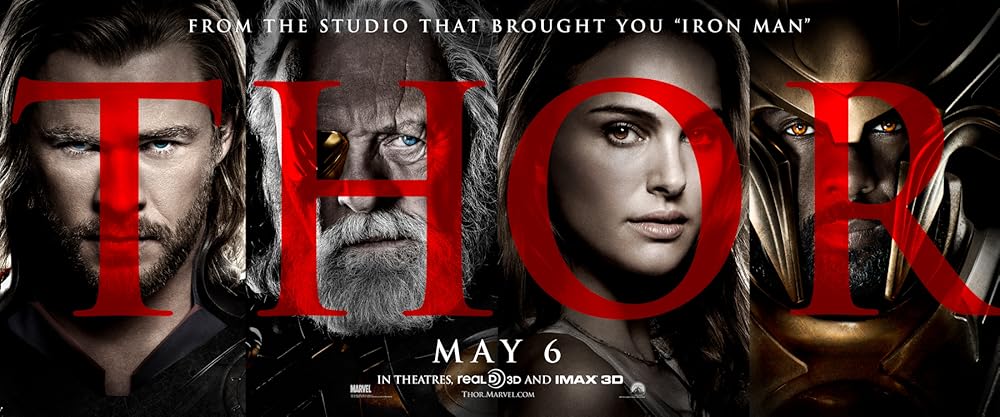 FROM THE STUDIO THAT BROUGHT YOU “IRON MAN”
THOR
MAY 6
IN THEATRES, REAL D 3D AND IMAX 3D
MARVEL
THOR.MARVEL.COM